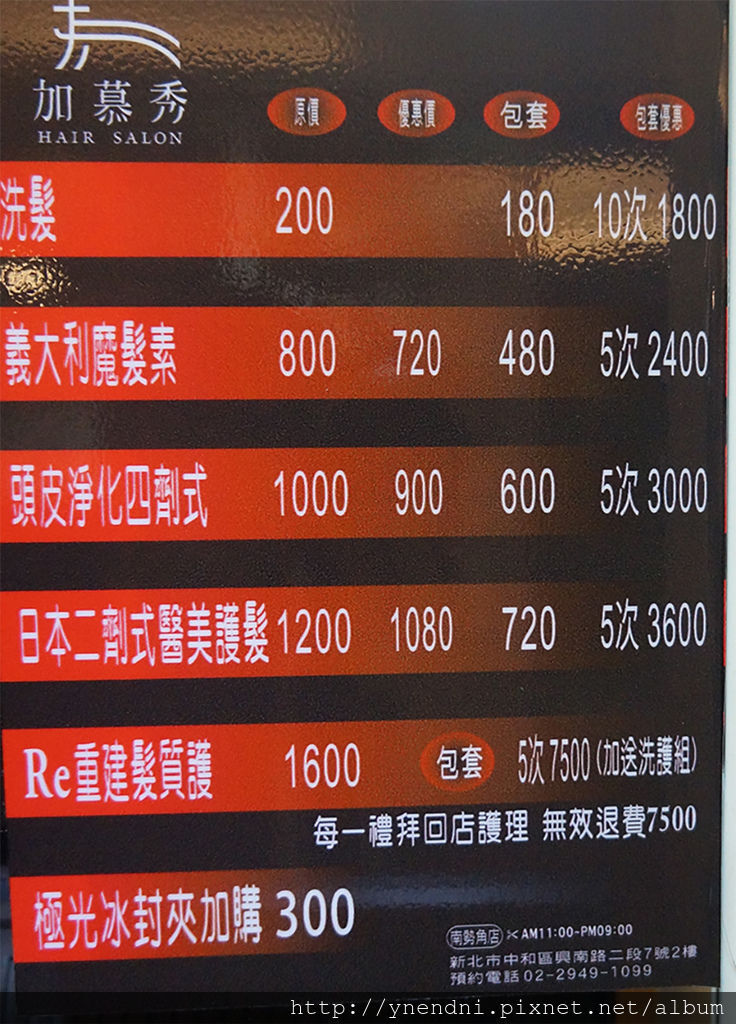 加慕秀
HAIR SALON
原價 優惠價 包套 包套優惠
洗髮 200 180 10次 1800
義大利魔髮素 800 720 480 5次 2400
頭皮淨化四劑式 1000 900 600 5次 3000
日本二劑式醫美護髮 1200 1080 720 5次 3600
Re重建髮質護 1600 包套 5次 7500 (加送洗護組)
每一禮拜回店護理 無效退費7500
極光冰封夾加購 300
南勢角店 AM11:00~PM09:00
新北市中和區興南路二段7號2樓
預約電話 02-2949-1099
http://ynendni.pixnet.net/album